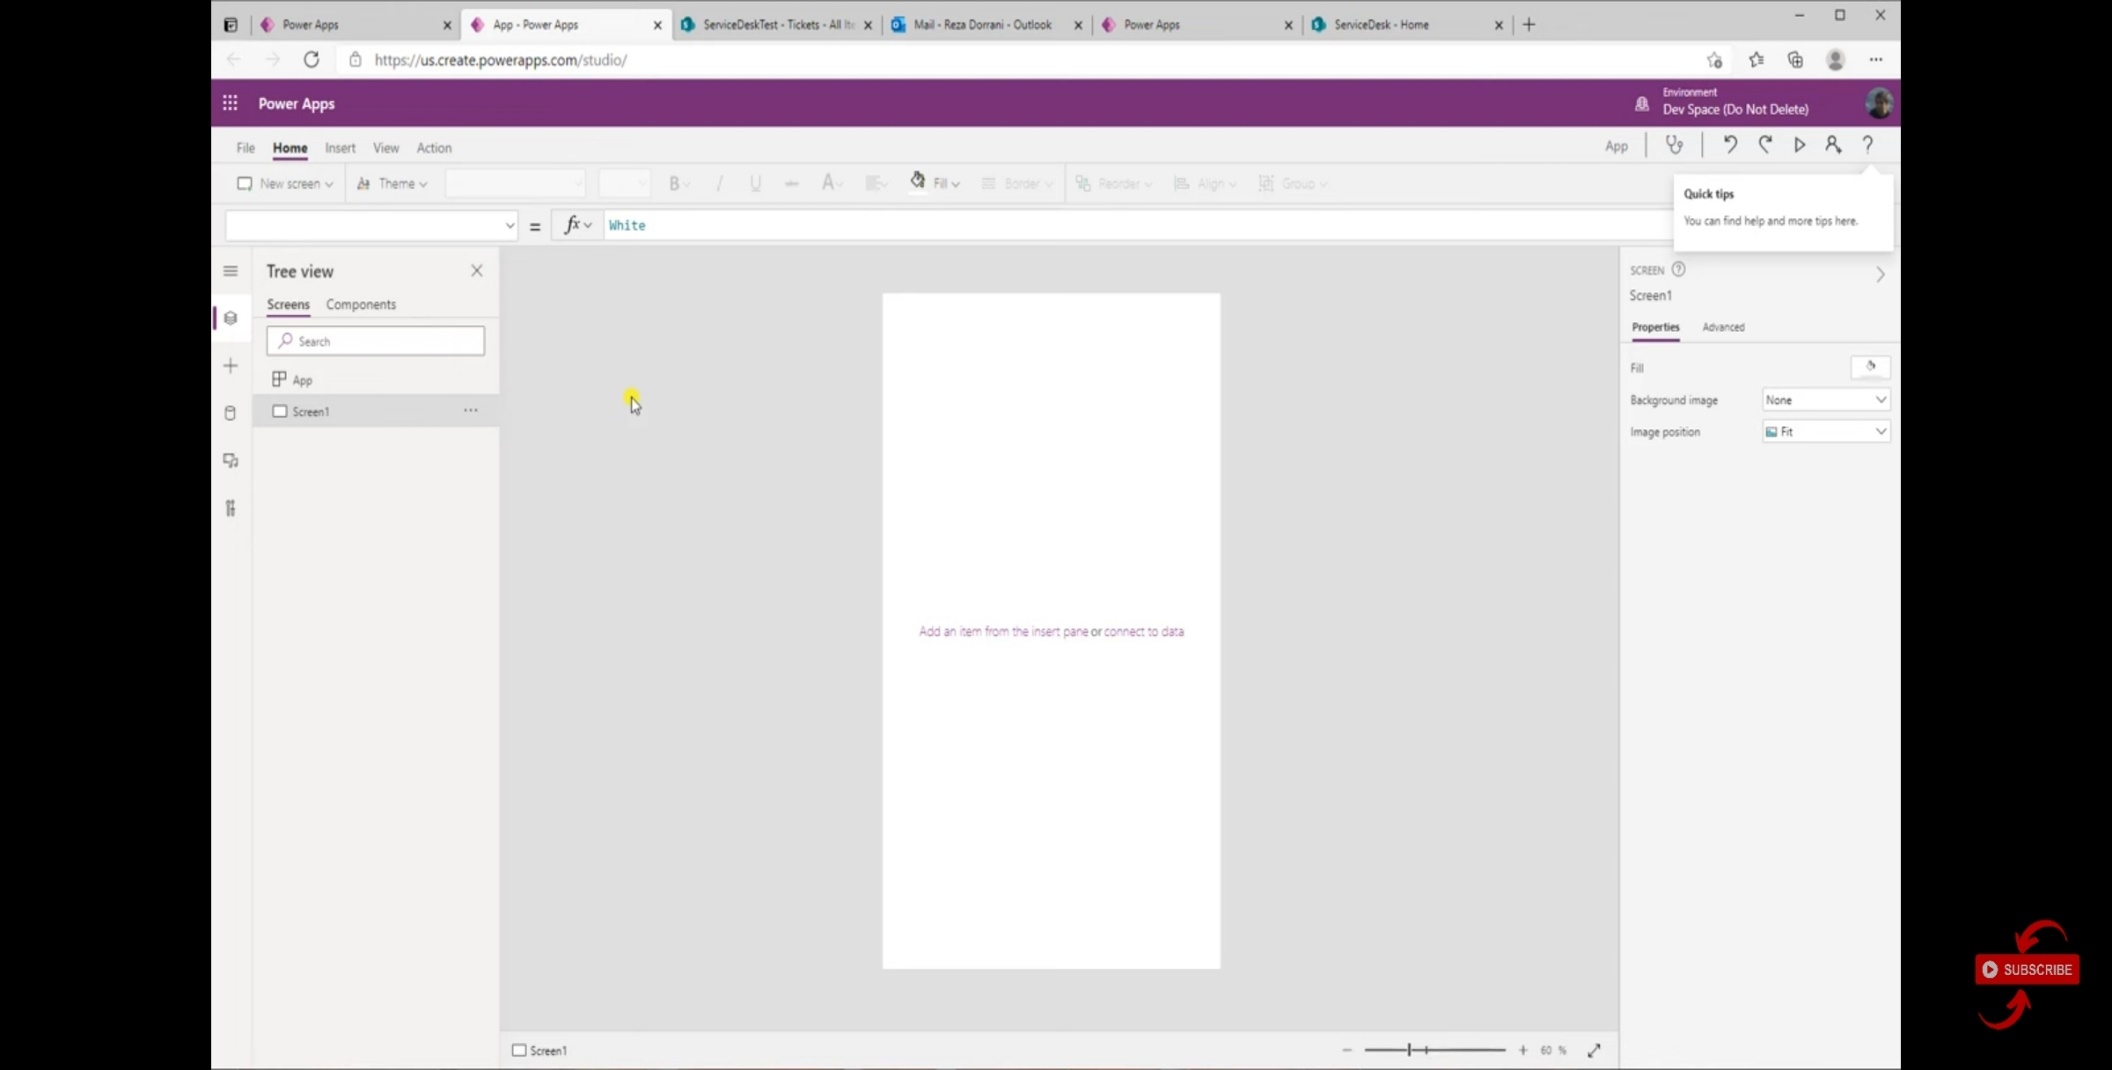 Power Apps
App - Power Apps
ServiceDeskTest - Tickets - All Ite
Mail - Reza Dorrani - Outlook
Power Apps
ServiceDesk - Home
https://us.create.powerapps.com/studio/
Power Apps
Environment
Dev Space (Do Not Delete)
File Home Insert View Action
App
New screen Theme B / U abc A Fill Border Reorder Align Group
Quick tips
You can find help and more tips here.
= fx White
Tree view
Screens Components
Search
App
Screen1
Add an item from the insert pane or connect to data
SCREEN
Screen1
Properties Advanced
Fill
Background image None
Image position Fit
Screen1
60 %
SUBSCRIBE